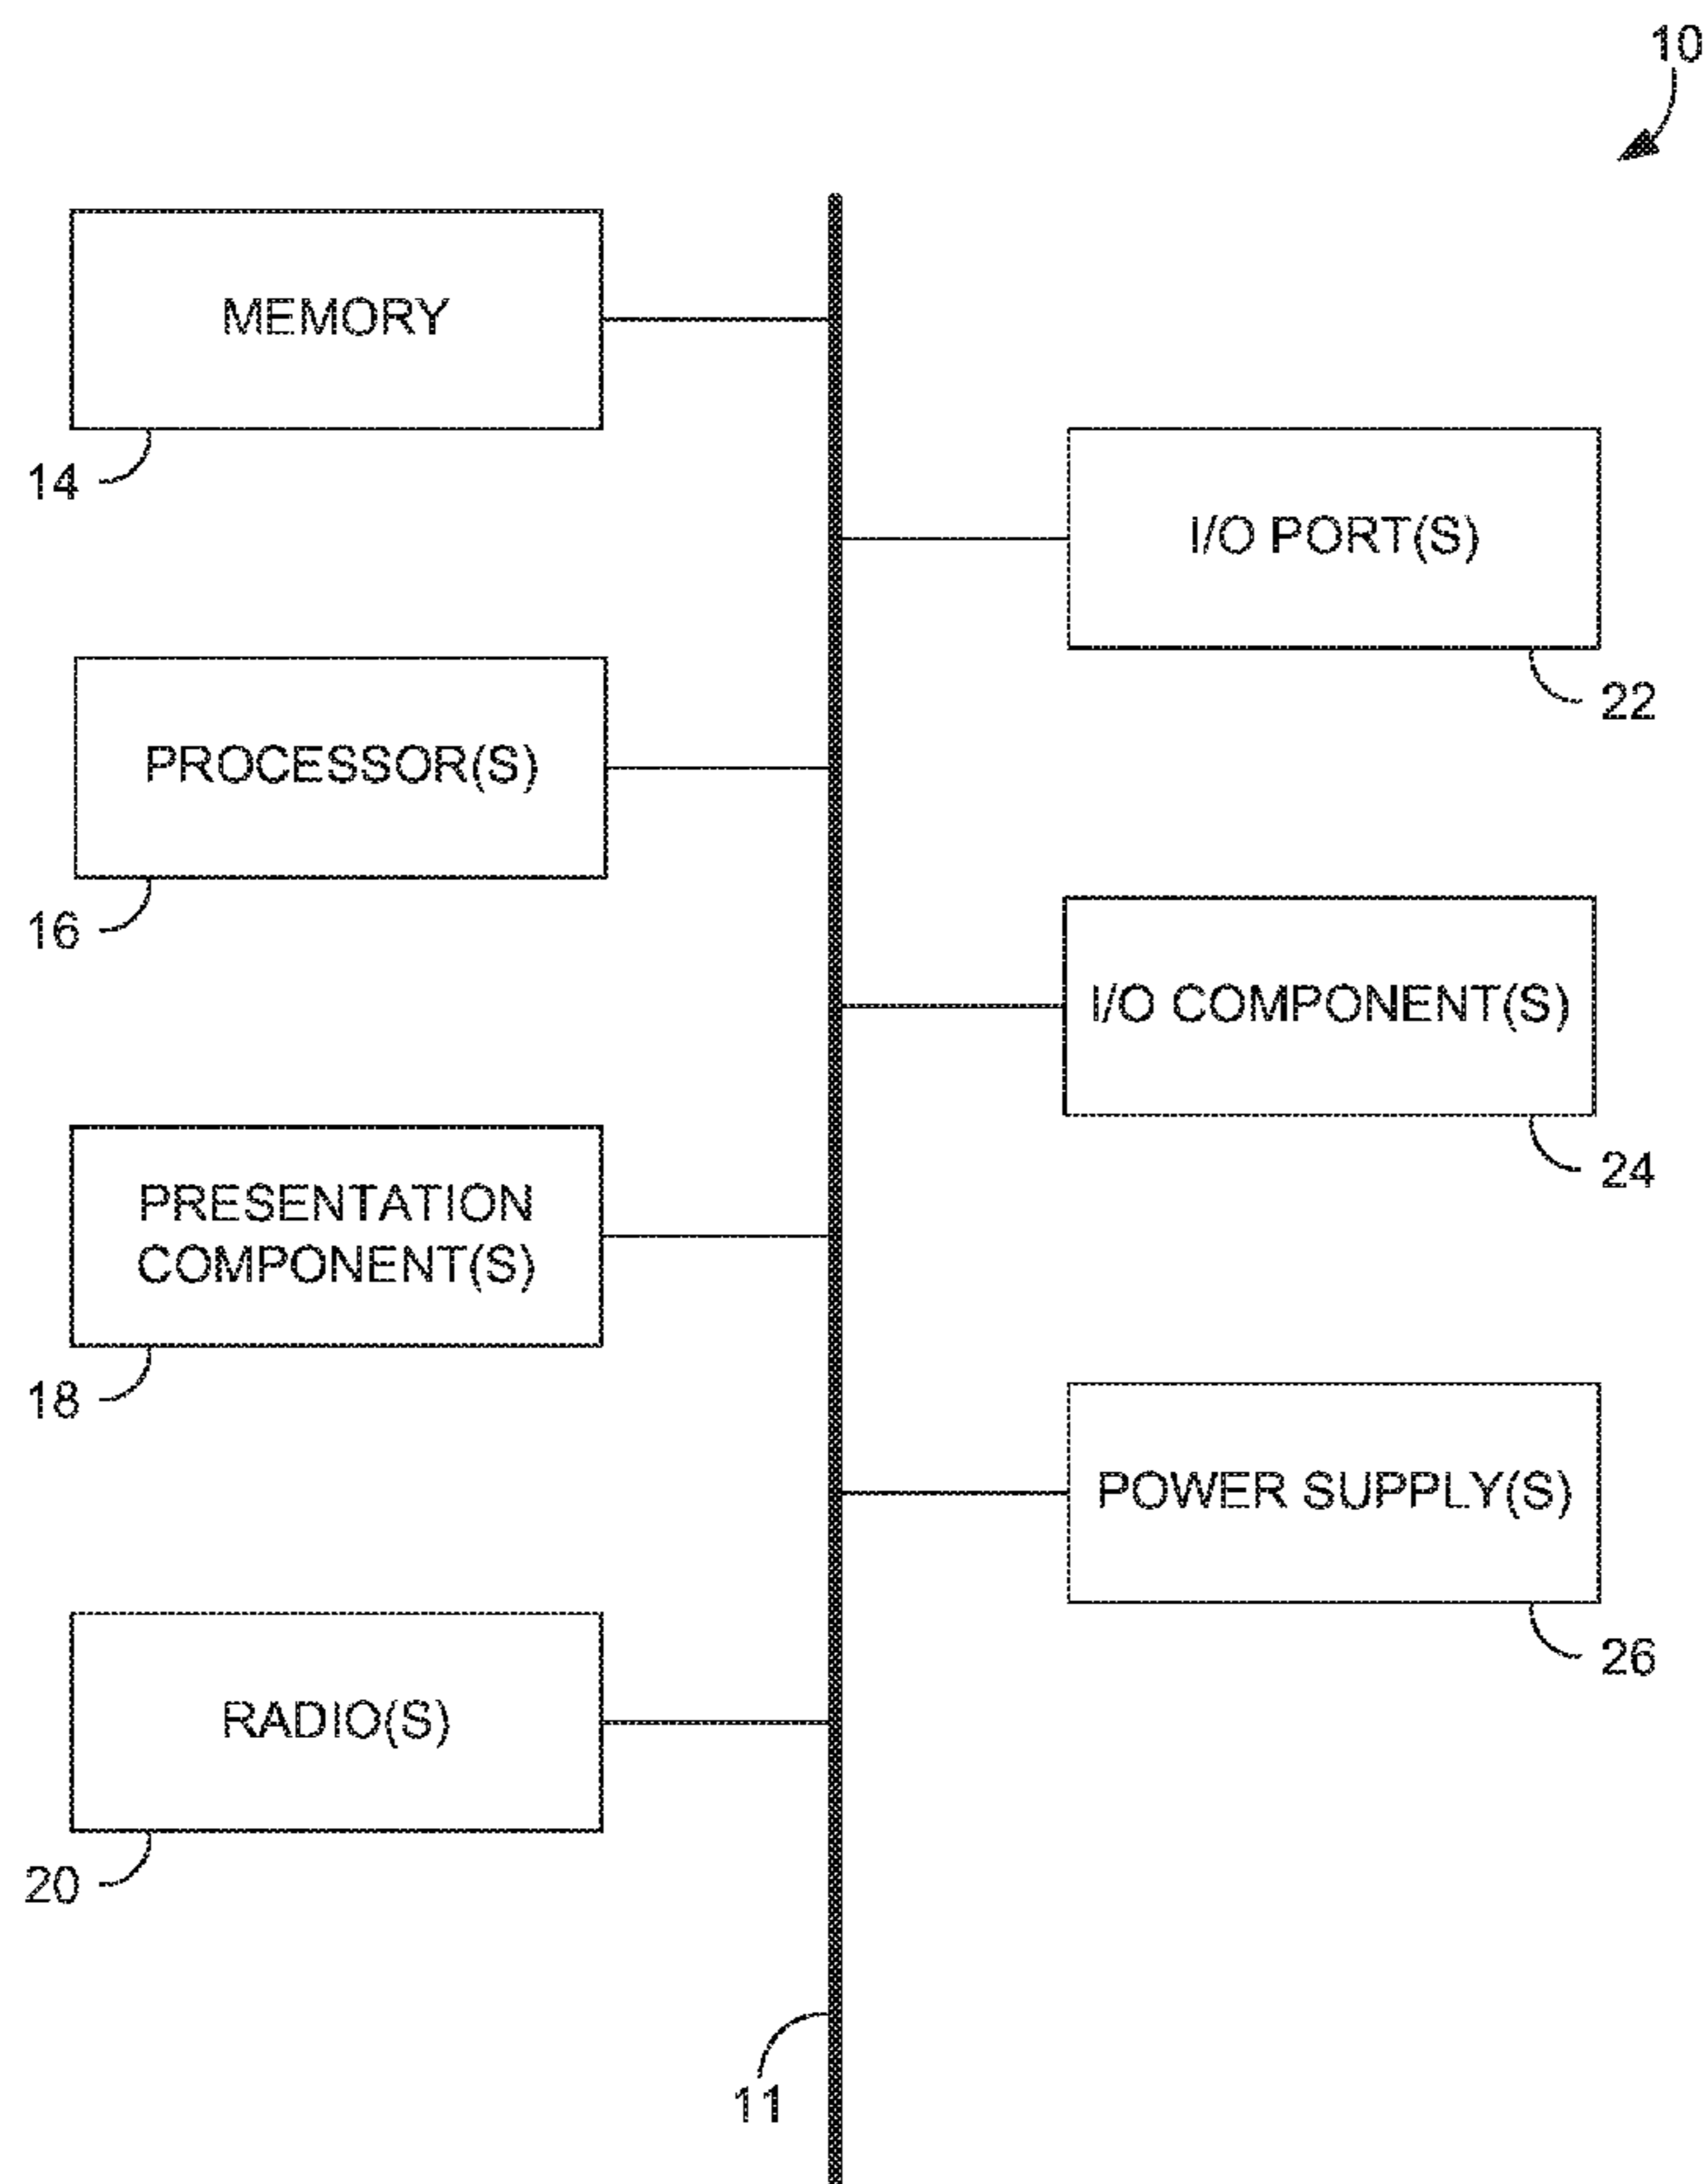 10
MEMORY
14
I/O PORT(S)
22
PROCESSOR(S)
16
I/O COMPONENT(S)
24
PRESENTATION
COMPONENT(S)
18
POWER SUPPLY(S)
26
RADIO(S)
20
11